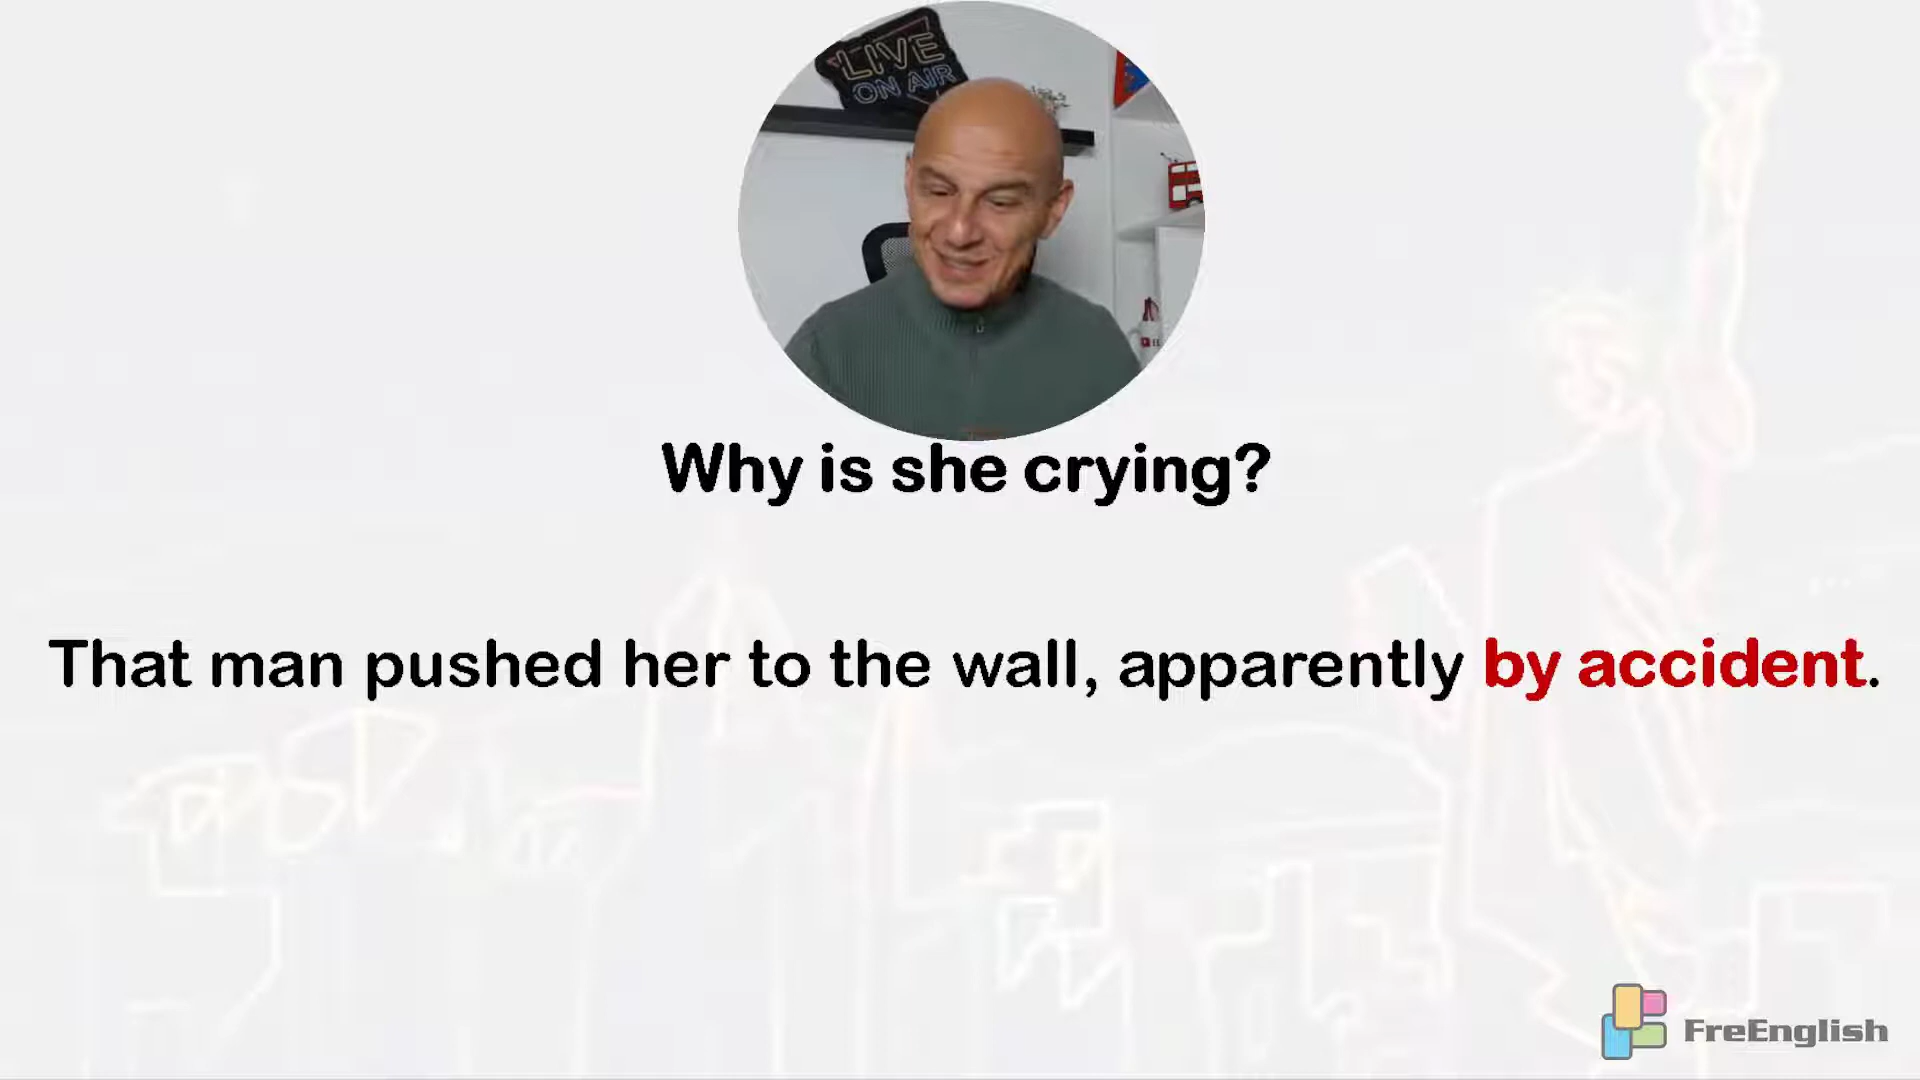 LIVE
ON AIR
Why is she crying?
That man pushed her to the wall, apparently by accident.
FreEnglish